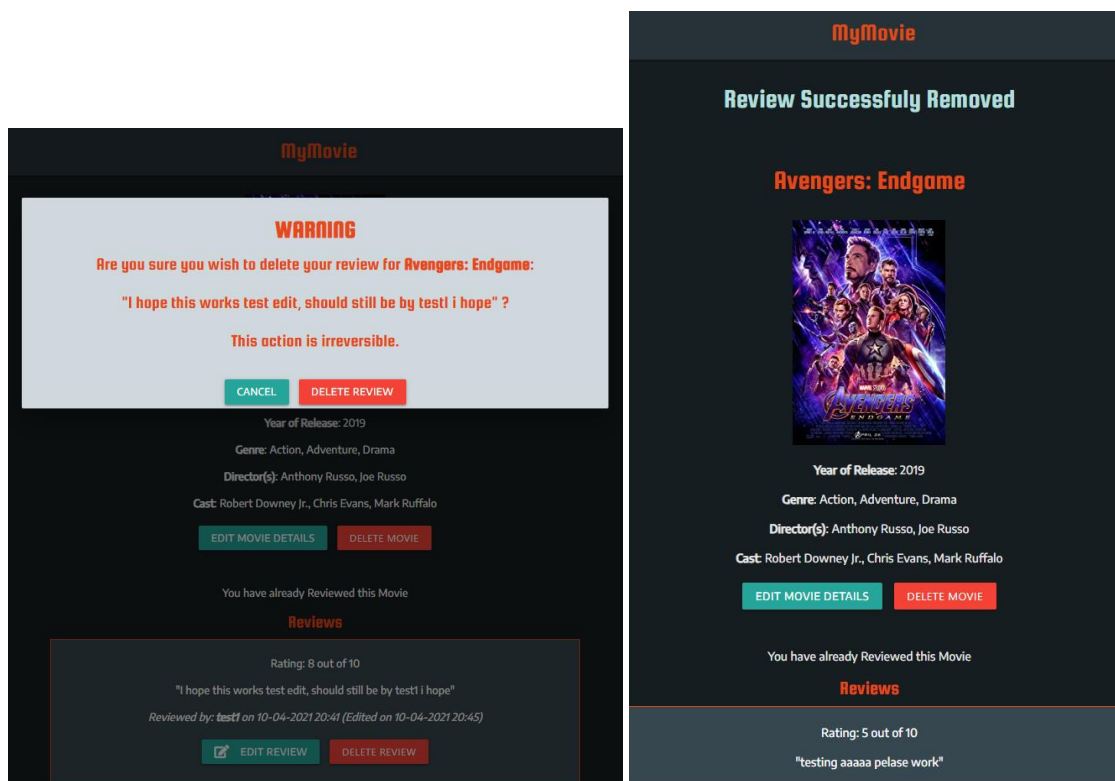 MyMovie
WARNING
Are you sure you wish to delete your review for Avengers: Endgame:
"I hope this works test edit, should still be by test1 i hope" ?
This action is irreversible.
CANCEL
DELETE REVIEW
Year of Release: 2019
Genre: Action, Adventure, Drama
Director(s): Anthony Russo, Joe Russo
Cast: Robert Downey Jr., Chris Evans, Mark Ruffalo
EDIT MOVIE DETAILS
DELETE MOVIE
You have already Reviewed this Movie
Reviews
Rating: 8 out of 10
"I hope this works test edit, should still be by test1 i hope"
Reviewed by: test1 on 10-04-2021 20:41 (Edited on 10-04-2021 20:45)
EDIT REVIEW
DELETE REVIEW
MyMovie
Review Successfuly Removed
Avengers: Endgame
MARVEL STUDIOS
AVENGERS
ENDGAME
APRIL 26
Year of Release: 2019
Genre: Action, Adventure, Drama
Director(s): Anthony Russo, Joe Russo
Cast: Robert Downey Jr., Chris Evans, Mark Ruffalo
EDIT MOVIE DETAILS
DELETE MOVIE
You have already Reviewed this Movie
Reviews
Rating: 5 out of 10
"testing aaaaa pelase work"